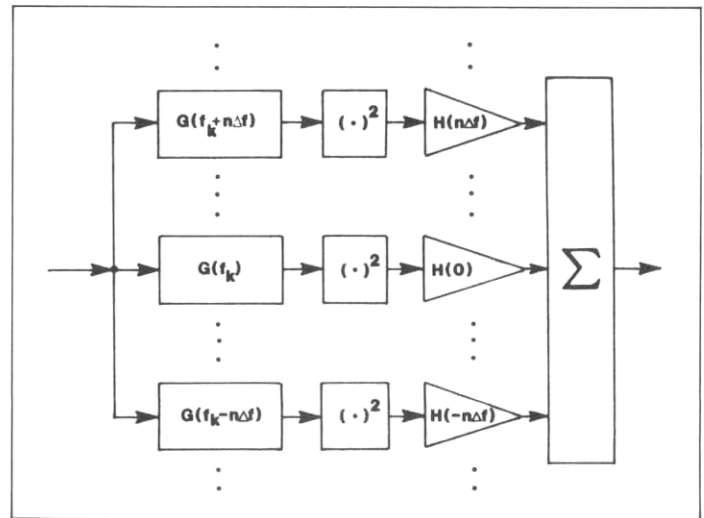 G(fk+nΔf) (·)² H(nΔf)
G(fk) (·)² H(0) Σ
G(fk-nΔf) (·)² H(-nΔf)